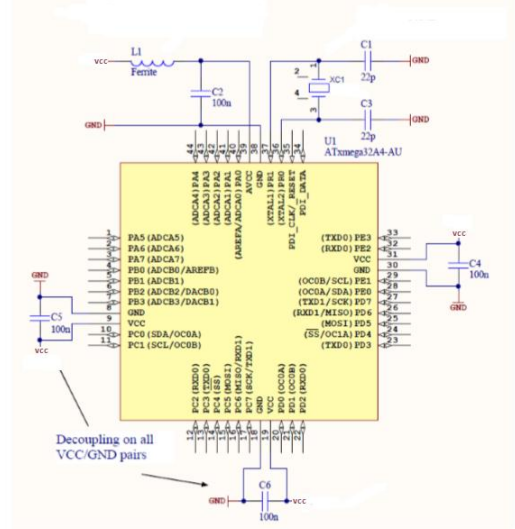 L1
Ferrite
VCC
C2
100n
GND
C1
22p
GND
2
1
4
3
XC1
C3
22p
GND
U1
ATxmega32A4-AU
44
43
42
41
40
39
38
37
36
35
34
(ADCA4)PA4
(ADCA3)PA3
(ADCA2)PA2
(ADCA1)PA1
(AREFA/ADCA0)PA0
AVCC
GND
(XTAL1)PR1
(XTAL2)PR0
PDI_CLK/_RESET
PDI_DATA
1 PA5(ADCA5)
2 PA6(ADCA6)
3 PA7(ADCA7)
4 PB0(ADCB0/AREFB)
5 PB1(ADCB1)
6 PB2(ADCB2/DAC0)
7 PB3(ADCB3/DACB1)
8 GND
9 VCC
10 PC0(SDA/OC0A)
11 PC1(SCL/OC0B)
(TXD0)PE3 33
(RXD0)PE2 32
VCC 31
GND 30
(OC0B/SCL)PE1 29
(OC0A/SDA)PE0 28
(TXD1/SCK)PD7 27
(RXD1/MISO)PD6 26
(MOSI)PD5 25
(SS/OC1A)PD4 24
(TXD0)PD3 23
VCC
C4
100n
GND
GND
C5
100n
VCC
PC2(RXD0)
PC3(TXD0)
PC4(SS)
PC5(MOSI)
PC6(MISO/RXD1)
PC7(SCK/TXD1)
GND
VCC
PD0(OC0A)
PD1(OC0B)
PD2(RXD0)
12
13
14
15
16
17
18
19
20
21
22
Decoupling on all
VCC/GND pairs
C6
GND
VCC
100n